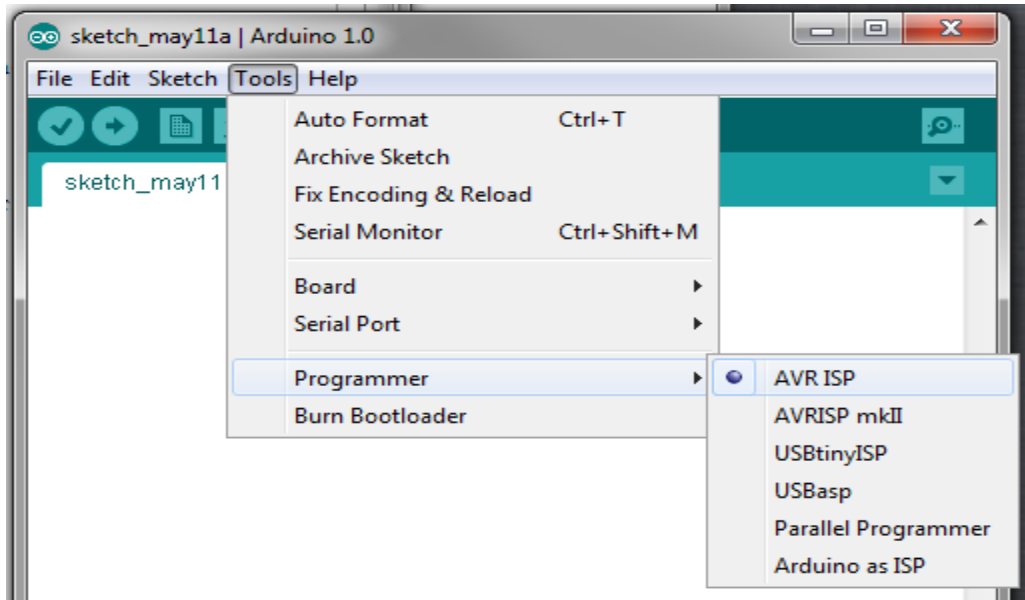 sketch_may11a | Arduino 1.0
File Edit Sketch Tools Help
Auto Format Ctrl+T
Archive Sketch
sketch_may11
Fix Encoding & Reload
Serial Monitor Ctrl+Shift+M
Board
Serial Port
Programmer
Burn Bootloader
AVR ISP
AVRISP mkII
USBtinyISP
USBasp
Parallel Programmer
Arduino as ISP